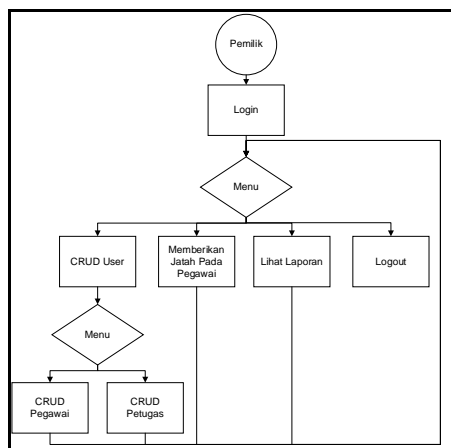 Pemilik
Login
Menu
CRUD User
Memberikan
Jatah Pada
Pegawai
Lihat Laporan
Logout
Menu
CRUD
Pegawai
CRUD
Petugas